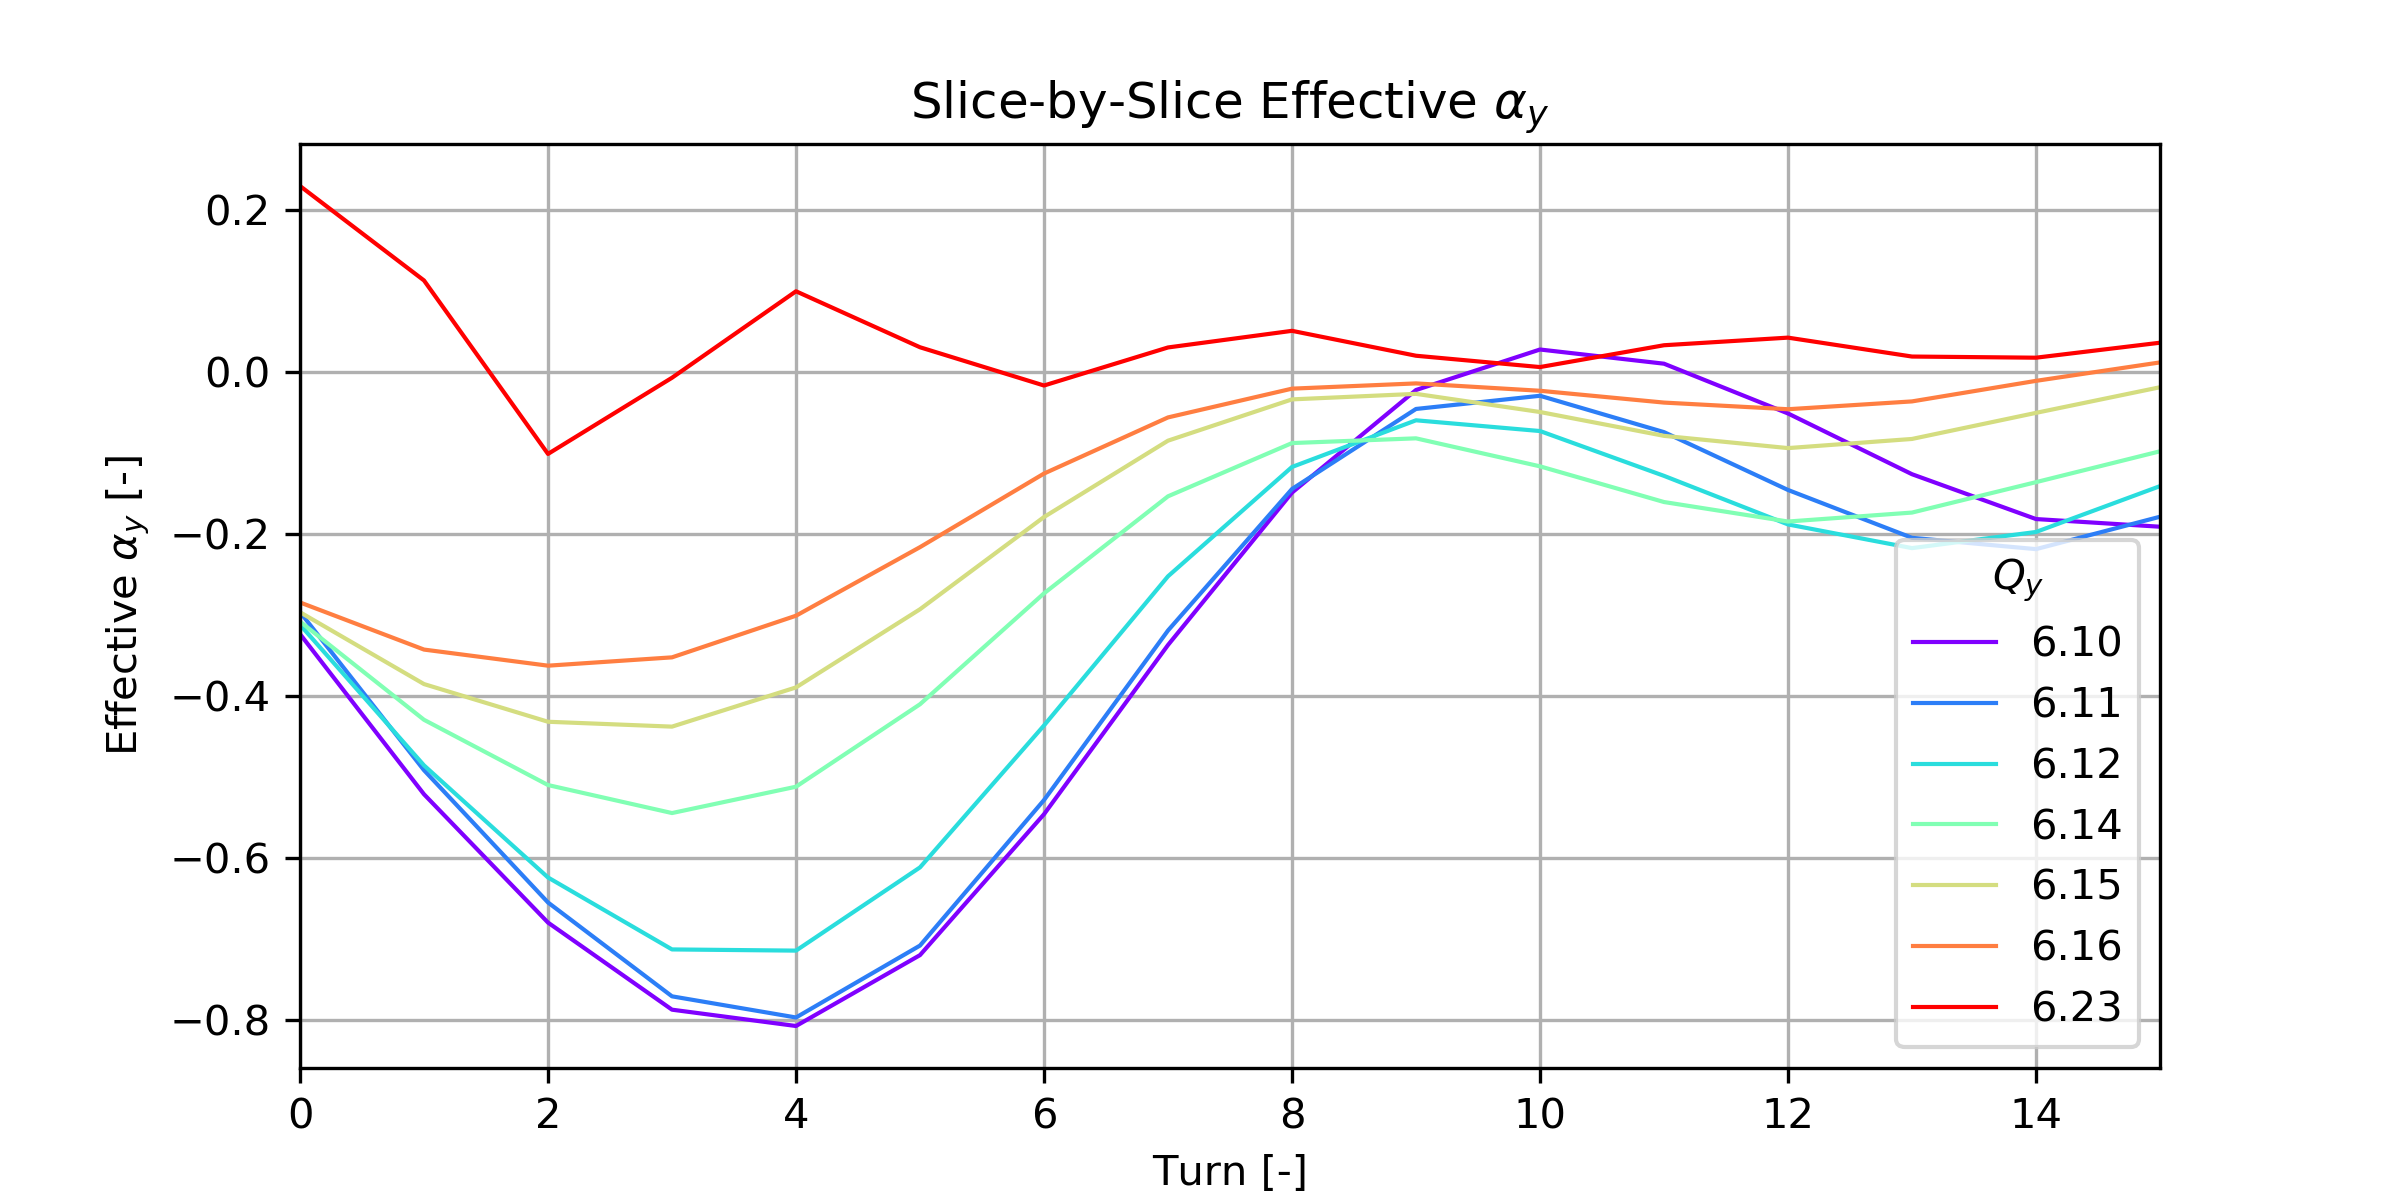 Slice-by-Slice Effective αy
Effective αy [-]
0.2
0.0
−0.2
−0.4
−0.6
−0.8
Qy
6.10
6.11
6.12
6.14
6.15
6.16
6.23
0 2 4 6 8 10 12 14
Turn [-]